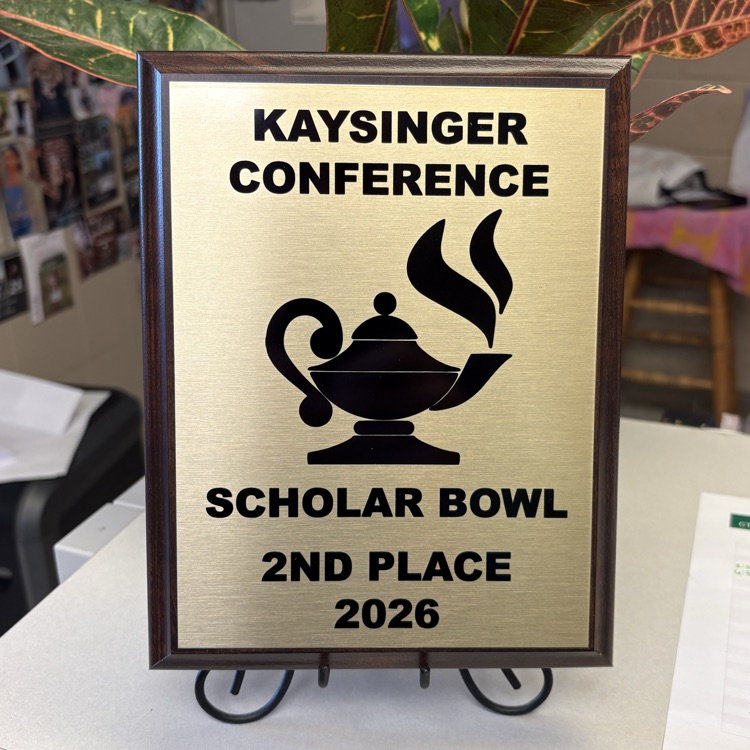 KAYSINGER
CONFERENCE
SCHOLAR BOWL
2ND PLACE
2026